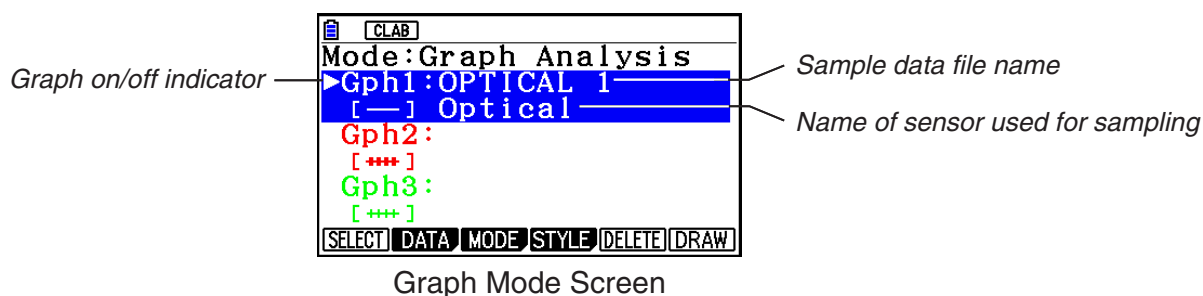 CLAB
Mode:Graph Analysis
Graph on/off indicator
▶Gph1:OPTICAL 1
Sample data file name
[—] Optical
Name of sensor used for sampling
Gph2:
[++++]
Gph3:
[++++]
SELECT DATA MODE STYLE DELETE DRAW
Graph Mode Screen